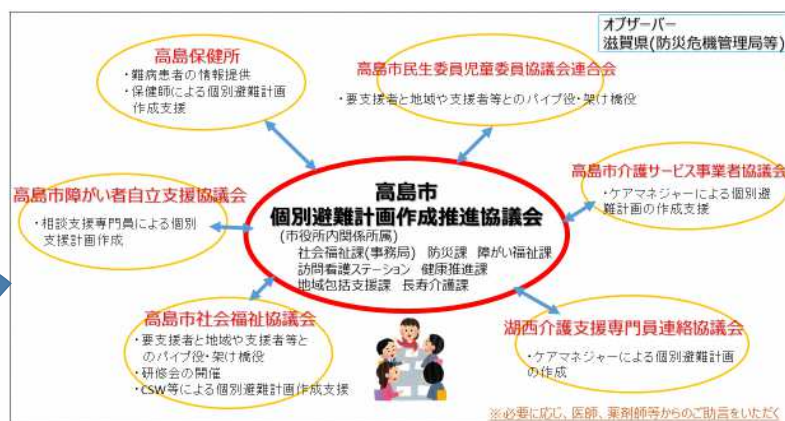 オブザーバー
滋賀県(防災危機管理局等)
高島保健所
・難病患者の情報提供
・保健師による個別避難計画
作成支援
高島市民生委員児童委員協議会連合会
・要支援者と地域や支援者等とのパイプ役・架け橋役
高島市障がい者自立支援協議会
・相談支援専門員による個別
支援計画作成
高島市
個別避難計画作成推進協議会
(市役所内関係所属)
社会福祉課(事務局) 防災課 障がい福祉課
訪問看護ステーション 健康推進課
地域包括支援課 長寿介護課
高島市介護サービス事業者協議会
・ケアマネジャーによる個別避
難計画の作成支援
高島市社会福祉協議会
・要支援者と地域や支援者等と
のパイプ役・架け橋役
・研修会の開催
・CSW等による個別避難計画作成支援
湖西介護支援専門員連絡協議会
・ケアマネジャーによる個別避難計画
の作成
※必要に応じ、医師、薬剤師等からのご助言をいただく